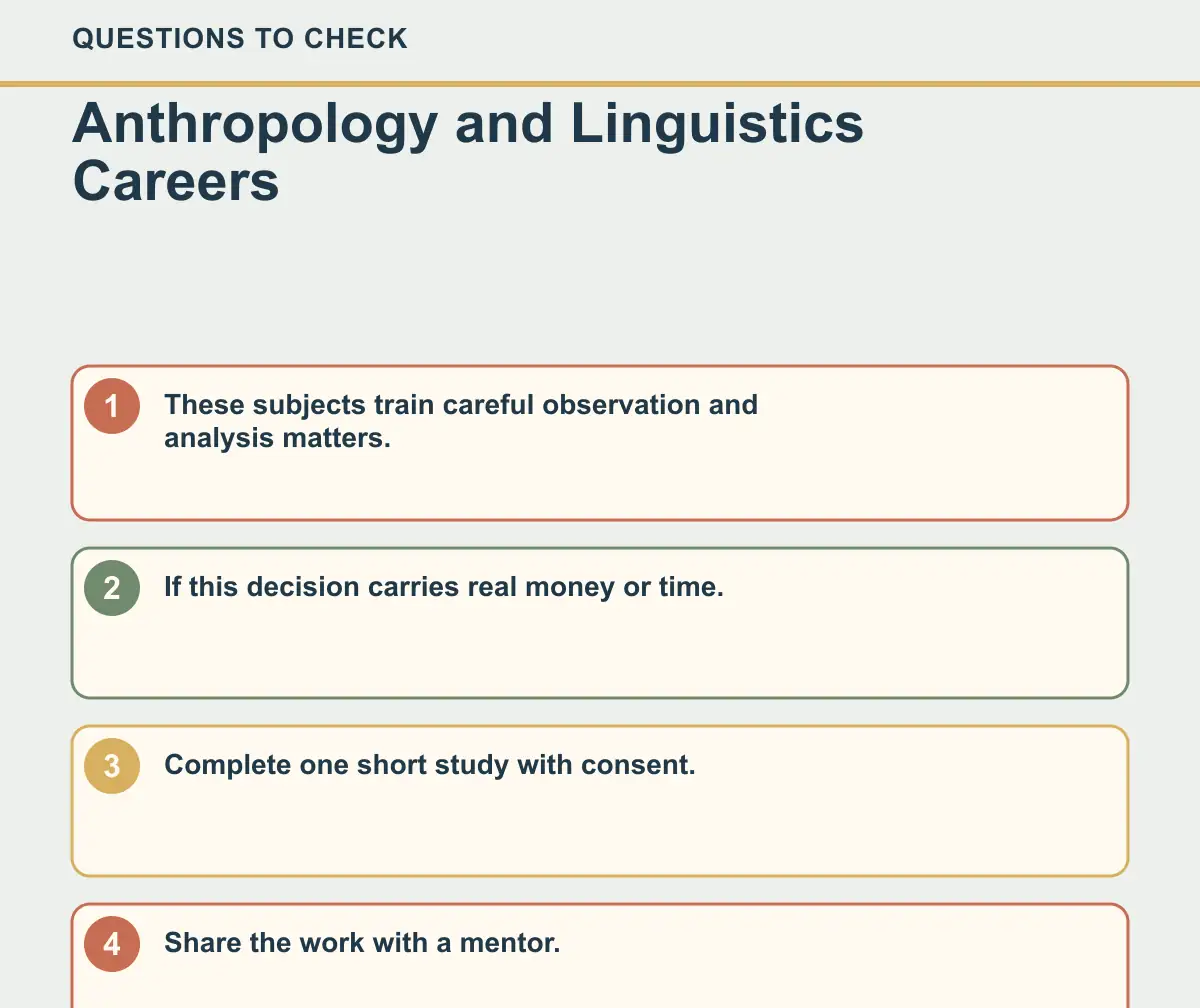 QUESTIONS TO CHECK
Anthropology and Linguistics
Careers
1
These subjects train careful observation and
analysis matters.
2
If this decision carries real money or time.
3
Complete one short study with consent.
4
Share the work with a mentor.